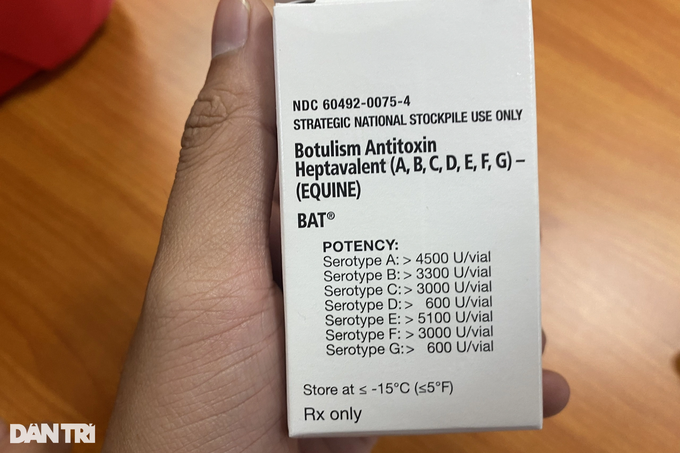 NDC 60492-0075-4
STRATEGIC NATIONAL STOCKPILE USE ONLY
Botulism Antitoxin
Heptavalent (A, B, C, D, E, F, G) –
(EQUINE)
BAT®
POTENCY:
Serotype A: > 4500 U/vial
Serotype B: > 3300 U/vial
Serotype C: > 3000 U/vial
Serotype D: > 600 U/vial
Serotype E: > 5100 U/vial
Serotype F: > 3000 U/vial
Serotype G: > 600 U/vial
Store at ≤ -15°C (≤5°F)
Rx only
DÂN TRÍ